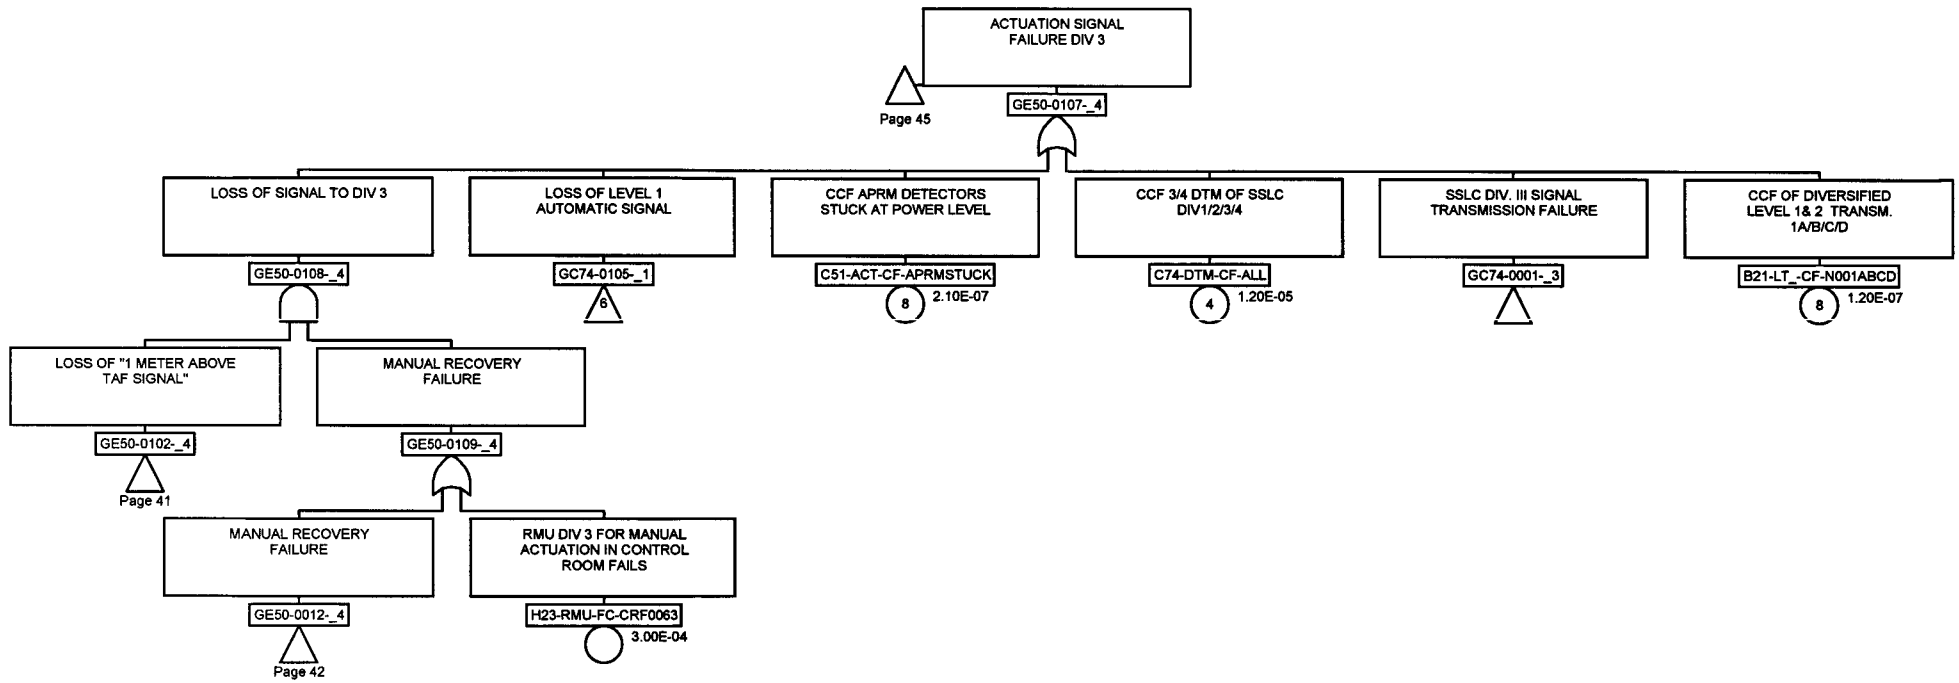 ACTUATION SIGNAL
FAILURE DIV 3
Page 45
GE50-0107-_4
LOSS OF SIGNAL TO DIV 3
GE50-0108-_4
LOSS OF LEVEL 1
AUTOMATIC SIGNAL
GC74-0105-_1
6
CCF APRM DETECTORS
STUCK AT POWER LEVEL
C51-ACT-CF-APRMSTUCK
8
2.10E-07
CCF 3/4 DTM OF SSLC
DIV1/2/3/4
C74-DTM-CF-ALL
4
1.20E-05
SSLC DIV. III SIGNAL
TRANSMISSION FAILURE
GC74-0001-_3
CCF OF DIVERSIFIED
LEVEL 1& 2 TRANSM.
1A/B/C/D
B21-LT_-CF-N001ABCD
8
1.20E-07
LOSS OF "1 METER ABOVE
TAF SIGNAL"
GE50-0102-_4
Page 41
MANUAL RECOVERY
FAILURE
GE50-0109-_4
MANUAL RECOVERY
FAILURE
GE50-0012-_4
Page 42
RMU DIV 3 FOR MANUAL
ACTUATION IN CONTROL
ROOM FAILS
H23-RMU-FC-CRF0063
3.00E-04